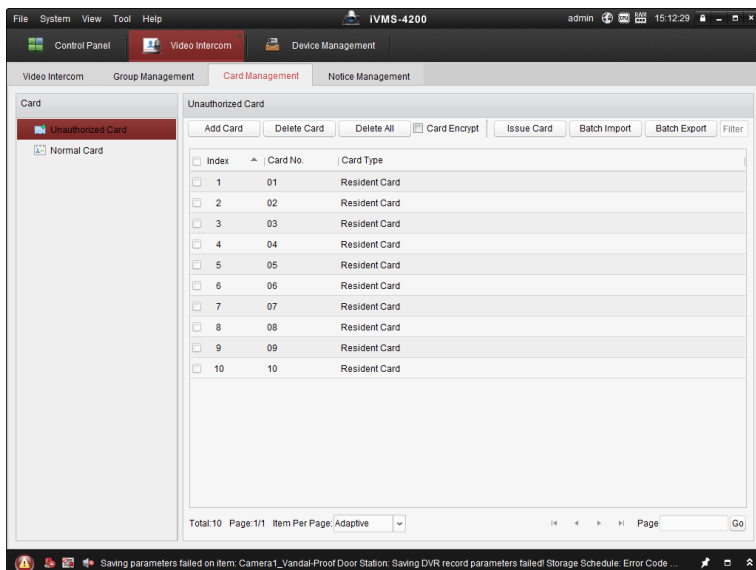 File System View Tool Help iVMS-4200 admin 15:12:29
Control Panel Video Intercom Device Management
Video Intercom Group Management Card Management Notice Management
Card Unauthorized Card
Unauthorized Card Add Card Delete Card Delete All Card Encrypt Issue Card Batch Import Batch Export Filter
Normal Card
Index Card No. Card Type
1 01 Resident Card
2 02 Resident Card
3 03 Resident Card
4 04 Resident Card
5 05 Resident Card
6 06 Resident Card
7 07 Resident Card
8 08 Resident Card
9 09 Resident Card
10 10 Resident Card
Total:10 Page:1/1 Item Per Page: Adaptive Page Go
Saving parameters failed on item: Camera1_Vandal-Proof Door Station: Saving DVR record parameters failed! Storage Schedule: Error Code ...